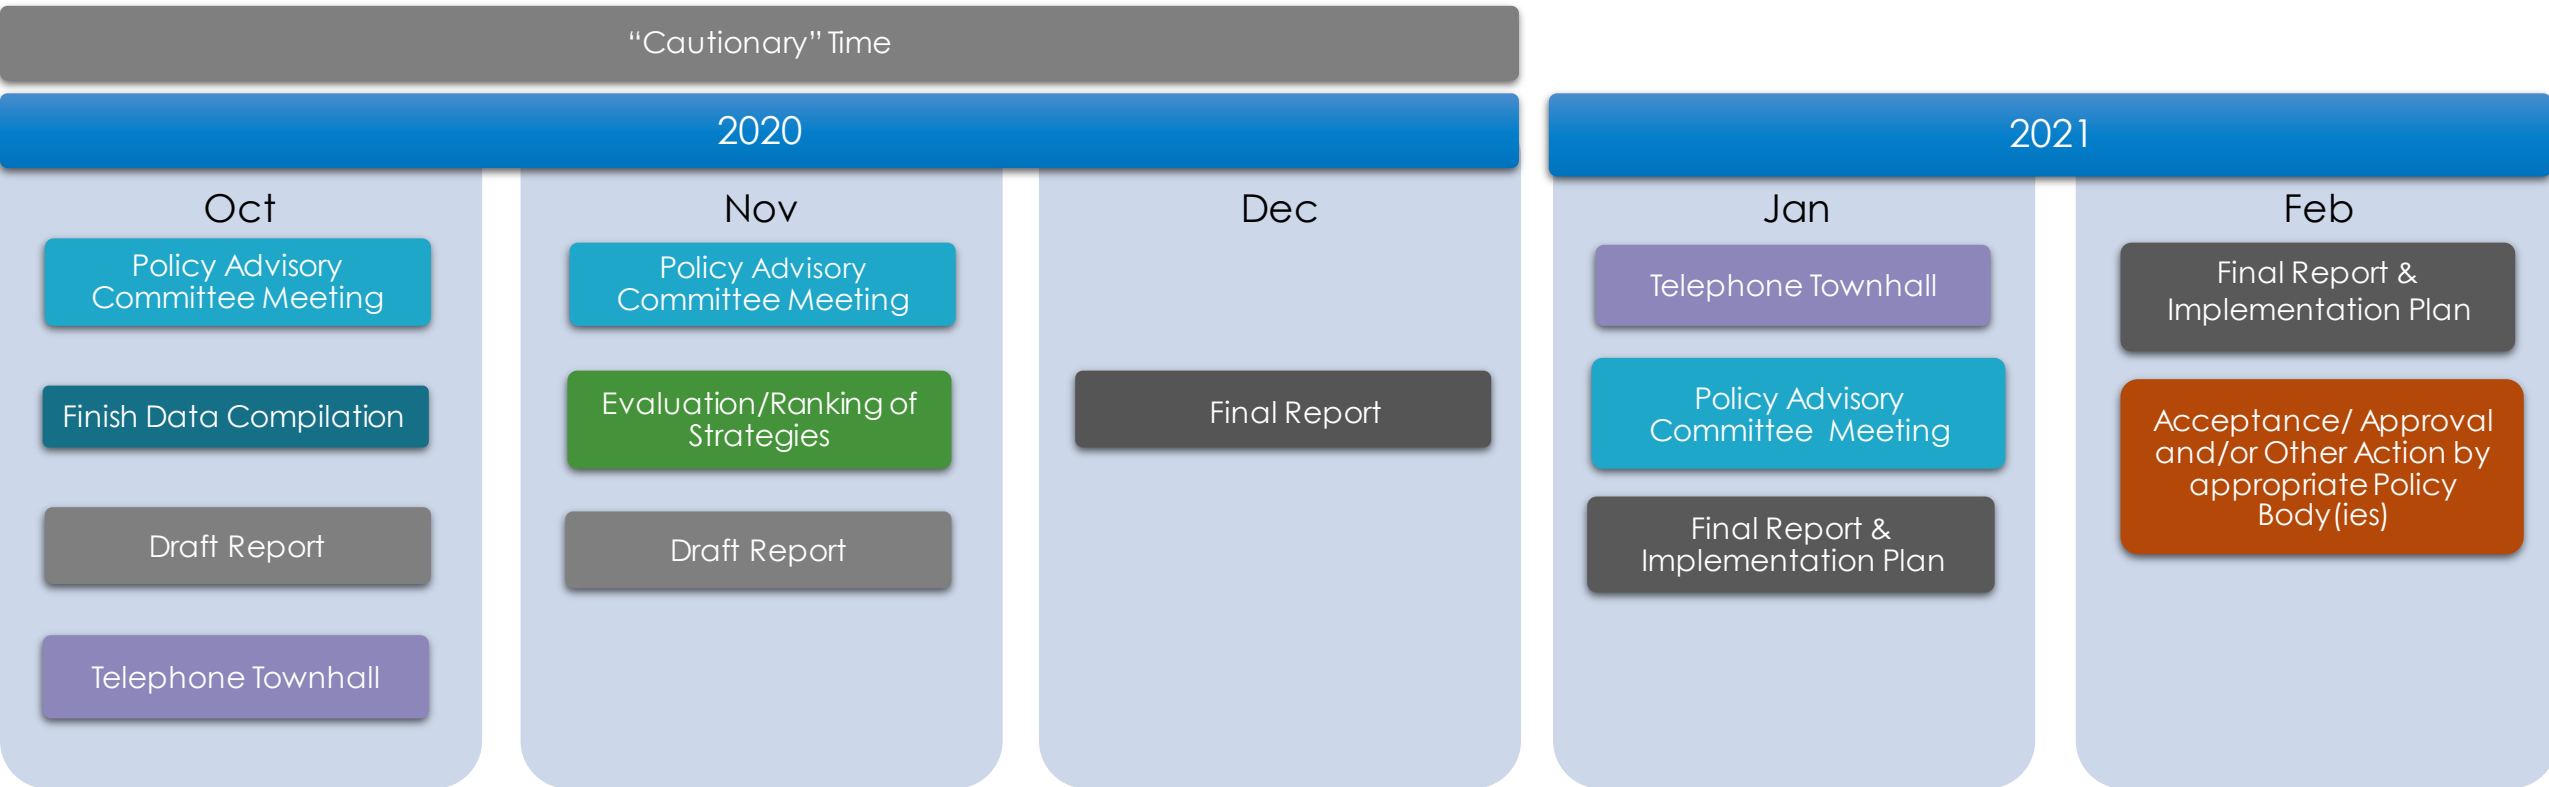 “Cautionary” Time
2020
2021
Oct
Policy Advisory
Committee Meeting
Finish Data Compilation
Draft Report
Telephone Townhall
Nov
Policy Advisory
Committee Meeting
Evaluation/Ranking of
Strategies
Draft Report
Dec
Final Report
Jan
Telephone Townhall
Policy Advisory
Committee Meeting
Final Report &
Implementation Plan
Feb
Final Report &
Implementation Plan
Acceptance/ Approval
and/or Other Action by
appropriate Policy
Body(ies)